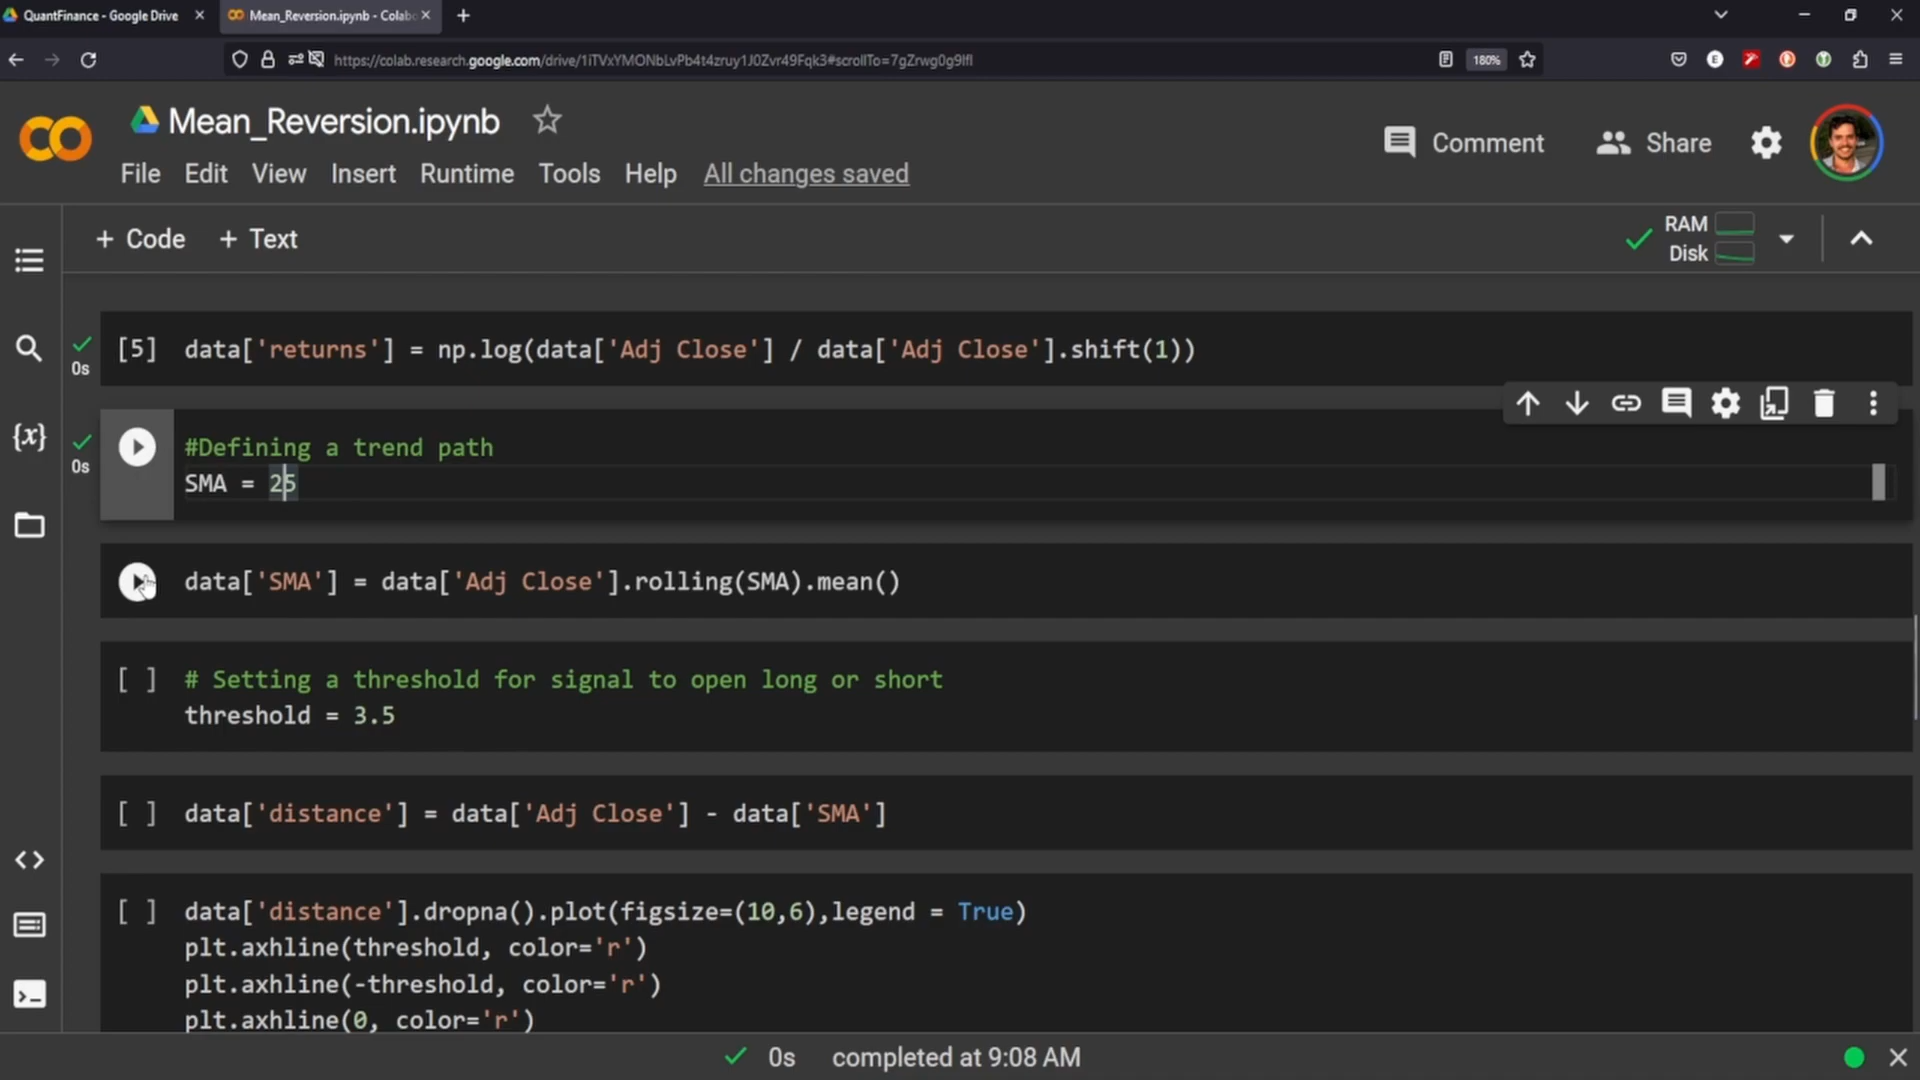 QuantFinance - Google Drive
Mean_Reversion.ipynb - Colabo
https://colab.research.google.com/drive/1iTVxYMONbLvPb4t4zruy1J0Zvr49Fqk3#scrollTo=7gZrwg0g9lfl
180%
Mean_Reversion.ipynb
Comment
Share
File Edit View Insert Runtime Tools Help All changes saved
+ Code + Text
RAM
Disk
[5] data['returns'] = np.log(data['Adj Close'] / data['Adj Close'].shift(1))
0s
#Defining a trend path
0s
SMA = 25
data['SMA'] = data['Adj Close'].rolling(SMA).mean()
[ ] # Setting a threshold for signal to open long or short
threshold = 3.5
[ ] data['distance'] = data['Adj Close'] - data['SMA']
[ ] data['distance'].dropna().plot(figsize=(10,6),legend = True)
plt.axhline(threshold, color='r')
plt.axhline(-threshold, color='r')
plt.axhline(0, color='r')
0s completed at 9:08 AM